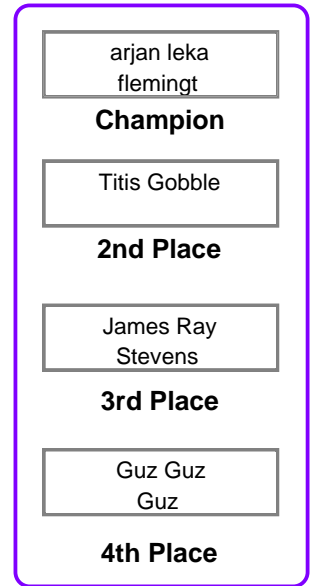 arjan leka
flemingt
Champion
Titis Gobble
2nd Place
James Ray
Stevens
3rd Place
Guz Guz
Guz
4th Place